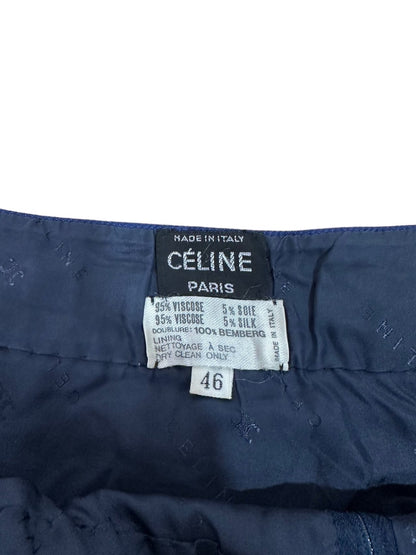 MADE IN ITALY
CÉLINE
PARIS
95% VISCOSE 5% SOIE
95% VISCOSE 5% SILK
DOUBLURE: 100% BEMBERG
LINING
NETTOYAGE À SEC
DRY CLEAN ONLY
MADE IN ITALY
46